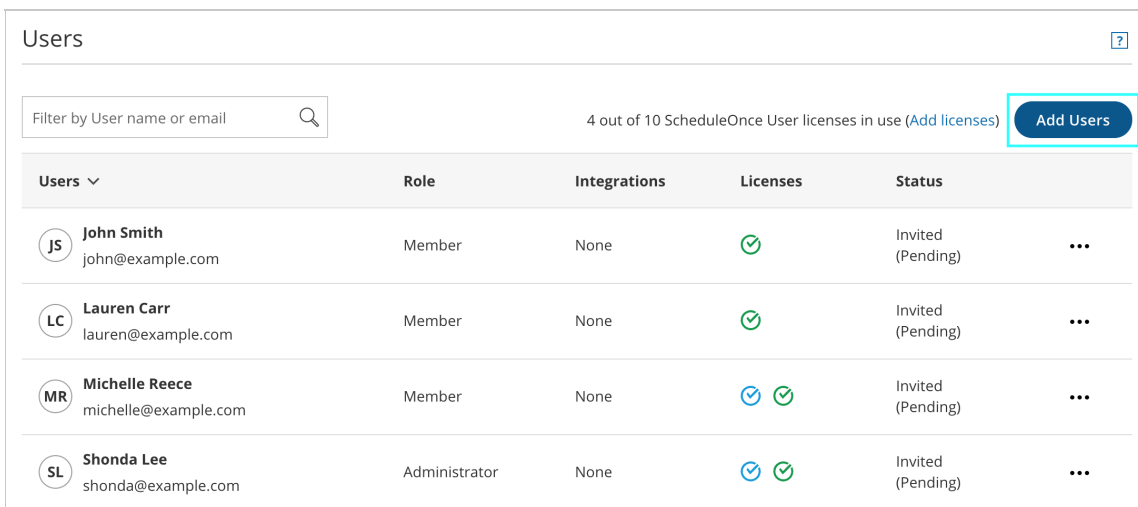 Users
?
Filter by User name or email
4 out of 10 ScheduleOnce User licenses in use (Add licenses)
Add Users
Users Role Integrations Licenses Status
JS
John Smith
john@example.com
Member
None
Invited
(Pending)
LC
Lauren Carr
lauren@example.com
Member
None
Invited
(Pending)
MR
Michelle Reece
michelle@example.com
Member
None
Invited
(Pending)
SL
Shonda Lee
shonda@example.com
Administrator
None
Invited
(Pending)